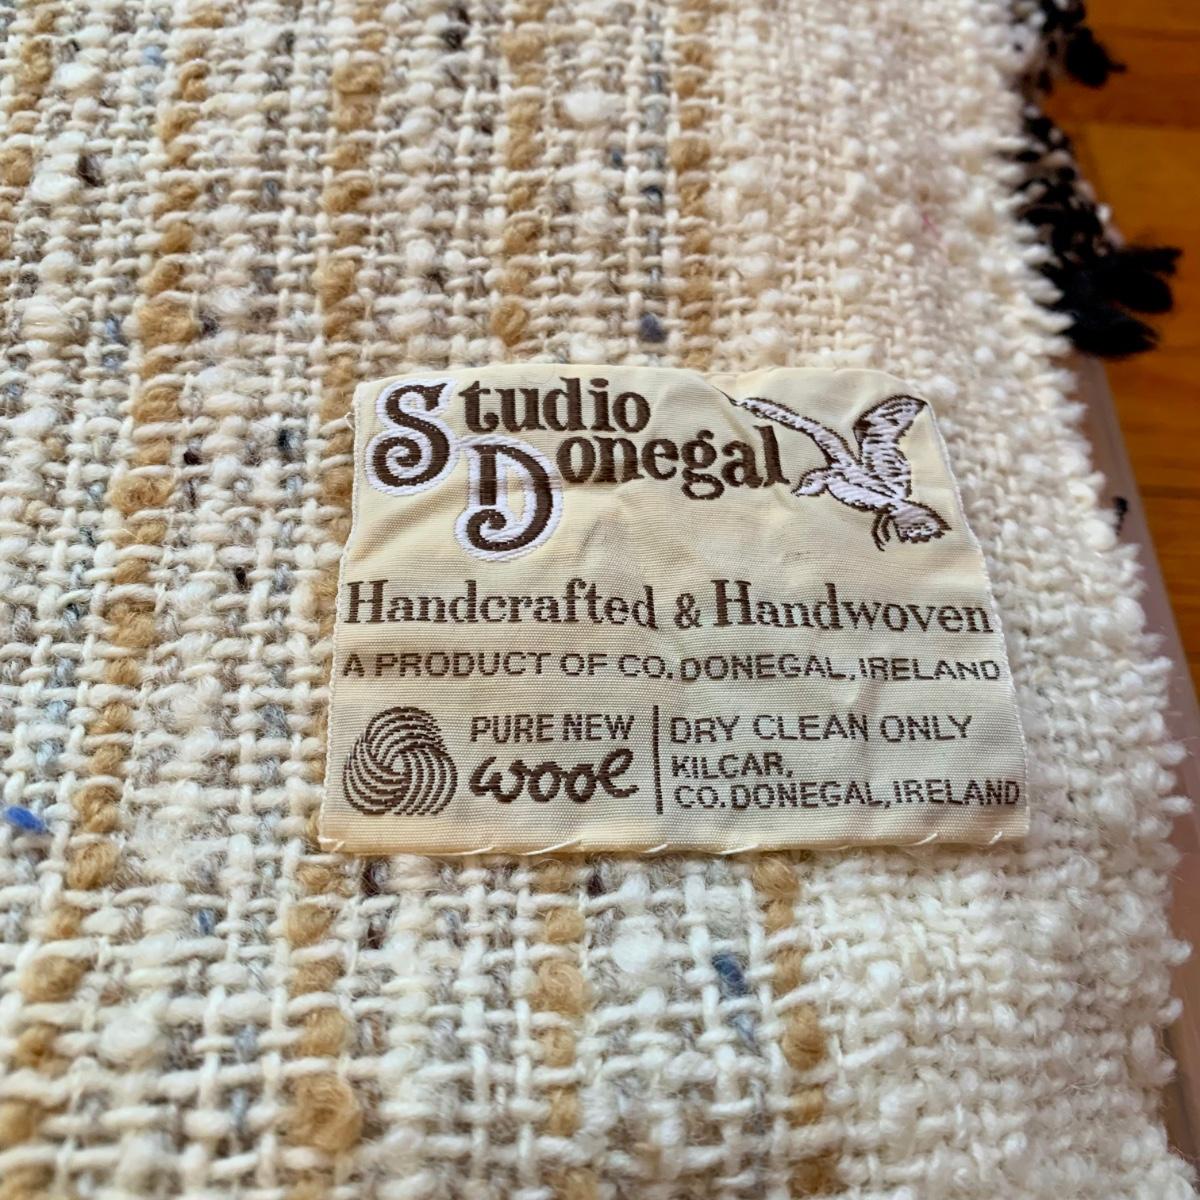 Studio
Donegal
Handcrafted & Handwoven
A PRODUCT OF CO. DONEGAL, IRELAND
PURE NEW
wool
DRY CLEAN ONLY
KILCAR,
CO. DONEGAL, IRELAND